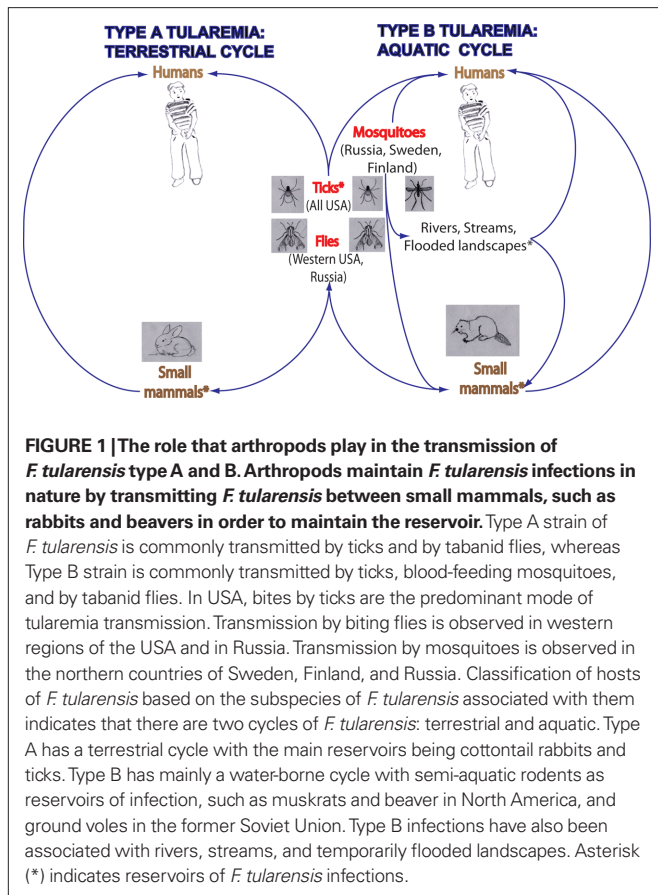 TYPE A TULAREMIA:
TERRESTRIAL CYCLE
TYPE B TULAREMIA:
AQUATIC CYCLE
Humans
Humans
Mosquitoes
(Russia, Sweden,
Finland)
Ticks*
(All USA)
Rivers, Streams,
Flooded landscapes*
Flies
(Western USA,
Russia)
Small
mammals*
Small
mammals*
FIGURE 1 | The role that arthropods play in the transmission of
F. tularensis type A and B. Arthropods maintain F. tularensis infections in
nature by transmitting F. tularensis between small mammals, such as
rabbits and beavers in order to maintain the reservoir. Type A strain of
F. tularensis is commonly transmitted by ticks and by tabanid flies, whereas
Type B strain is commonly transmitted by ticks, blood-feeding mosquitoes,
and by tabanid flies. In USA, bites by ticks are the predominant mode of
tularemia transmission. Transmission by biting flies is observed in western
regions of the USA and in Russia. Transmission by mosquitoes is observed in
the northern countries of Sweden, Finland, and Russia. Classification of hosts
of F. tularensis based on the subspecies of F. tularensis associated with them
indicates that there are two cycles of F. tularensis: terrestrial and aquatic. Type
A has a terrestrial cycle with the main reservoirs being cottontail rabbits and
ticks. Type B has mainly a water-borne cycle with semi-aquatic rodents as
reservoirs of infection, such as muskrats and beaver in North America, and
ground voles in the former Soviet Union. Type B infections have also been
associated with rivers, streams, and temporarily flooded landscapes. Asterisk
(*) indicates reservoirs of F. tularensis infections.